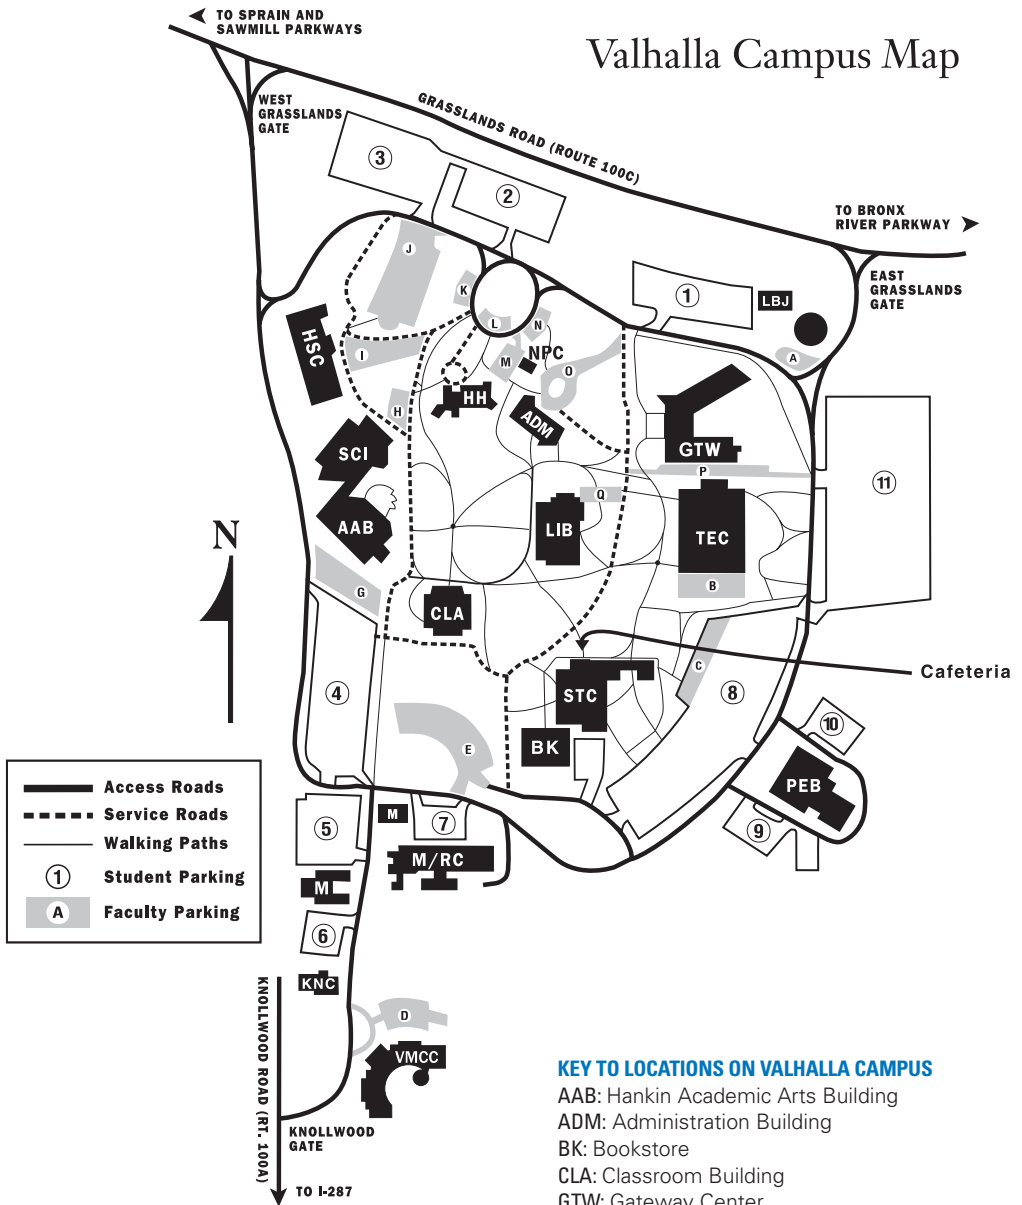 TO SPRAIN AND
SAWMILL PARKWAYS
Valhalla Campus Map
WEST
GRASSLANDS
GATE
GRASSLANDS ROAD (ROUTE 100C)
3
2
TO BRONX
RIVER PARKWAY
J
K
L
N
1
LBJ
EAST
GRASSLANDS
GATE
HSC
I
M
NPC
O
A
H
HH
ADM
SCI
GTW
P
11
Q
AAB
LIB
TEC
N
G
B
CLA
C
Cafeteria
4
STC
8
10
E
BK
PEB
Access Roads
Service Roads
Walking Paths
1 Student Parking
A Faculty Parking
5
M
7
9
M/RC
M
6
KNC
D
VMCC
KNOLLWOOD ROAD (RT. 100A)
KNOLLWOOD
GATE
TO I-287
KEY TO LOCATIONS ON VALHALLA CAMPUS
AAB: Hankin Academic Arts Building
ADM: Administration Building
BK: Bookstore
CLA: Classroom Building
GTW: Gateway Center